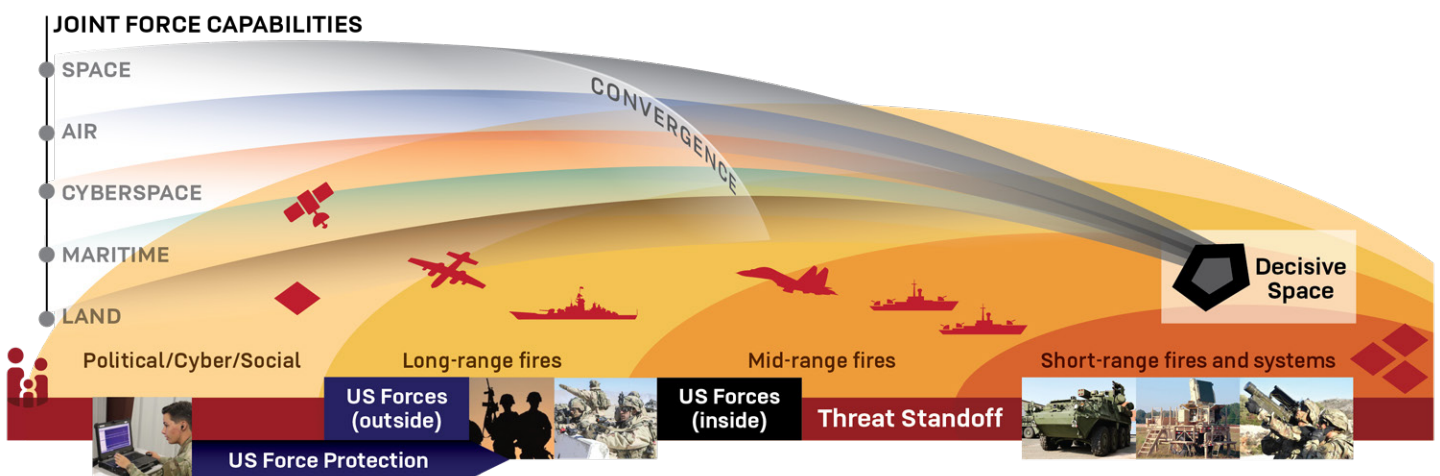 JOINT FORCE CAPABILITIES
SPACE
AIR
CYBERSPACE
MARITIME
LAND
CONVERGENCE
Decisive
Space
Political/Cyber/Social
Long-range fires
Mid-range fires
Short-range fires and systems
US Forces
(outside)
US Forces
(inside)
Threat Standoff
US Force Protection